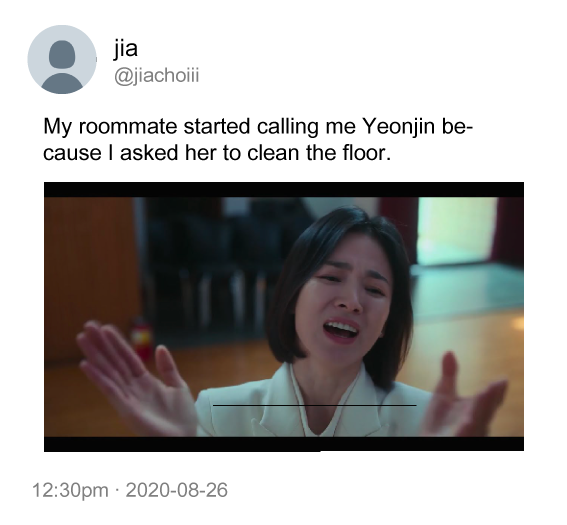 jia
@jiachoiii
My roommate started calling me Yeonjin be-
cause I asked her to clean the floor.
12:30pm · 2020-08-26